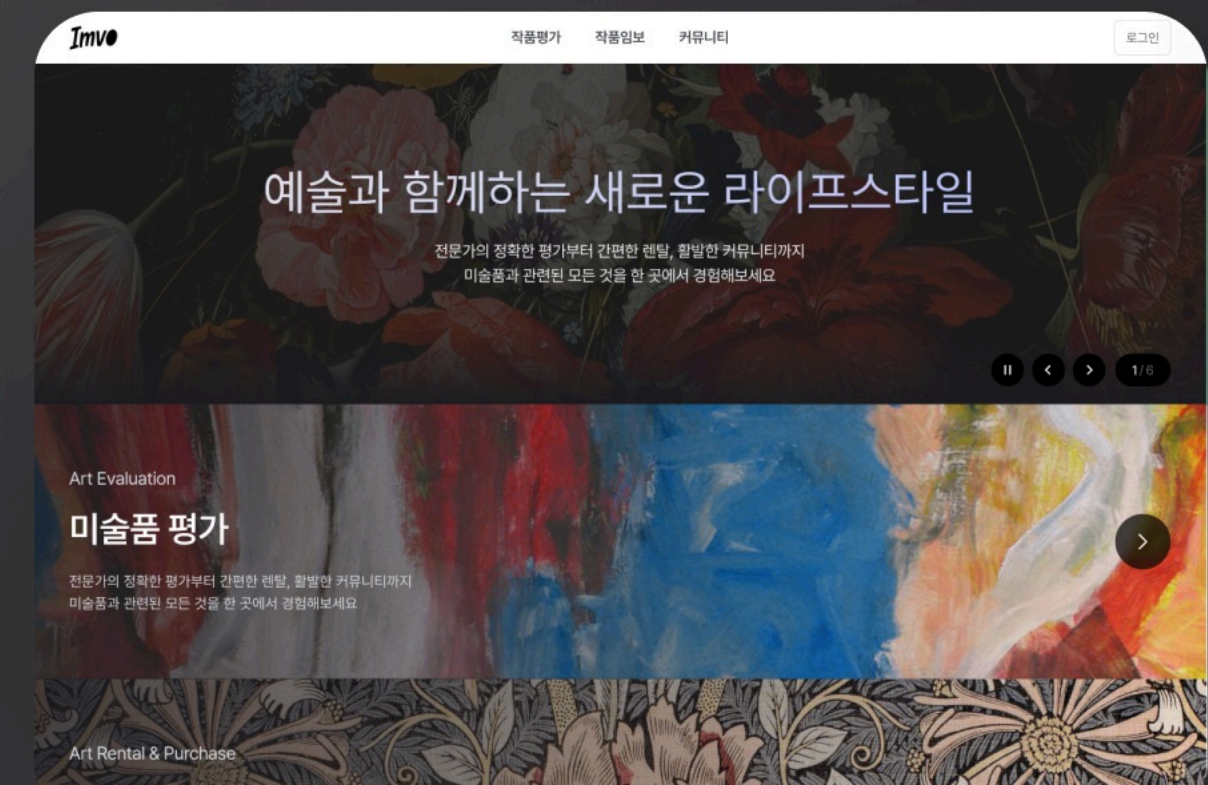 Imvo
작품평가
작품임보
커뮤니티
로그인
예술과 함께하는 새로운 라이프스타일
전문가의 정확한 평가부터 간편한 렌탈, 활발한 커뮤니티까지
미술품과 관련된 모든 것을 한 곳에서 경험해보세요
1/6
Art Evaluation
미술품 평가
전문가의 정확한 평가부터 간편한 렌탈, 활발한 커뮤니티까지
미술품과 관련된 모든 것을 한 곳에서 경험해보세요
Art Rental & Purchase